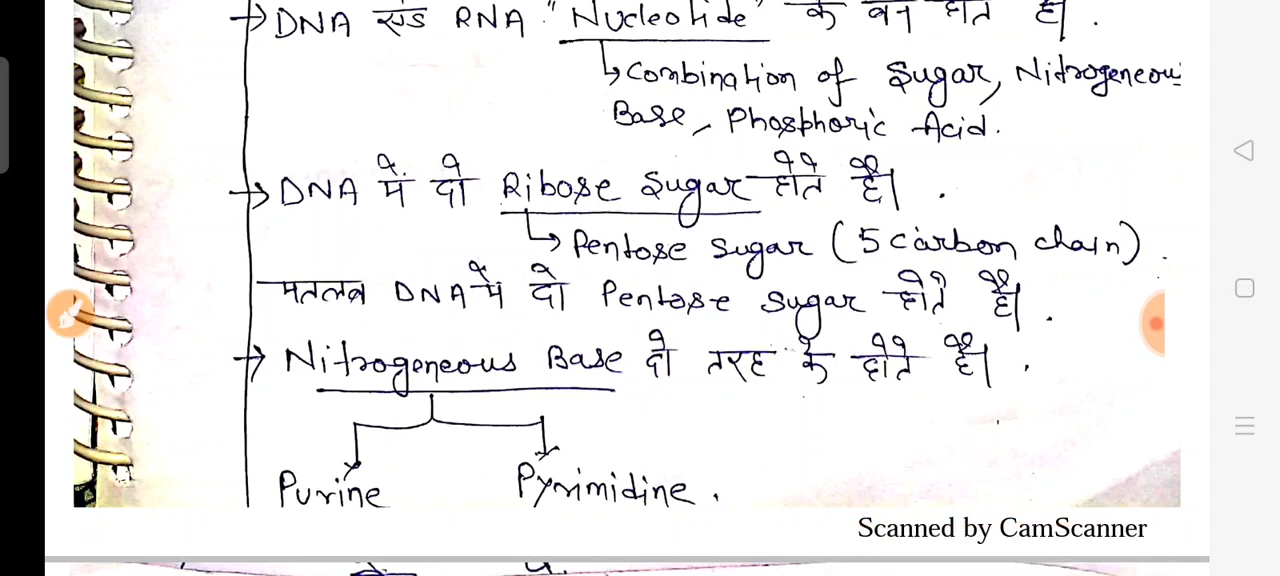 → DNA एवं RNA "Nucleotide" के बने होते है।
↳ Combination of Sugar, Nitrogeneous
Base, Phosphoric Acid.
→ DNA में दो Ribose Sugar होते है।
↳ Pentose Sugar (5 carbon chain)
मतलब DNA में दो Pentose Sugar होते है।
→ Nitrogeneous Base दो तरह के होते है।
Purine Pyrimidine.
Scanned by CamScanner